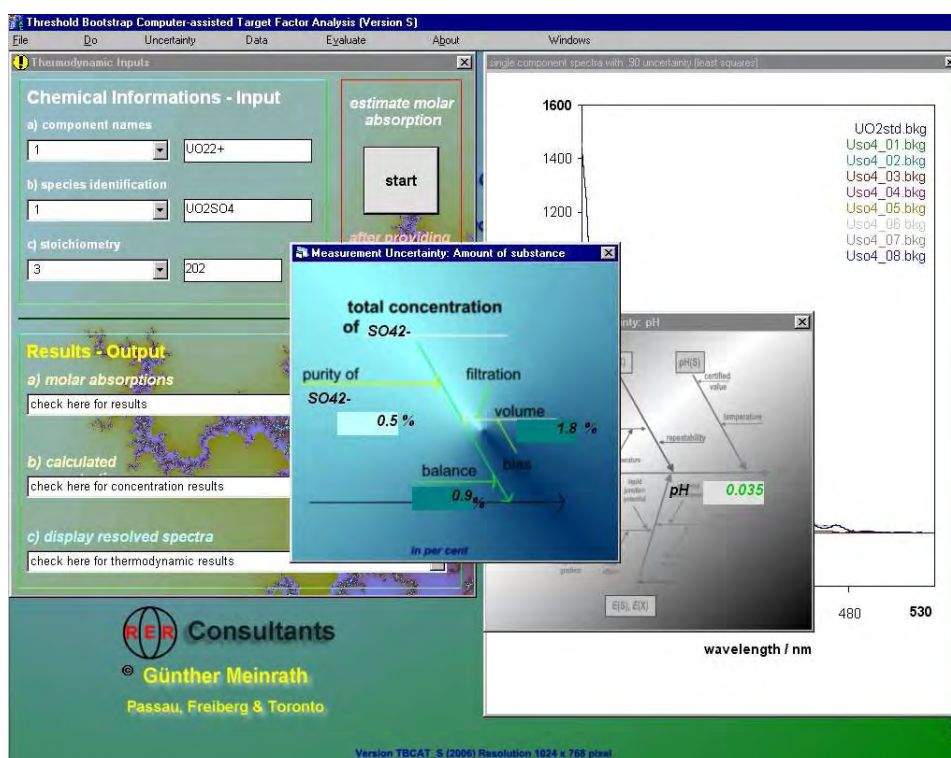 Threshold Bootstrap Computer-assisted Target Factor Analysis (Version S)
File Do Uncertainty Data Evaluate About Windows
Thermodynamic Inputs
Chemical Informations - Input
a) component names
1 UO22+
b) species identification
1 UO2SO4
c) stoichiometry
3 202
estimate molar
absorption
start
after providing
Results - Output
a) molar absorptions
check here for results
b) calculated
check here for concentration results
c) display resolved spectra
check here for thermodynamic results
Measurement Uncertainty: Amount of substance
total concentration
of SO42-
purity of
SO42-
0.5 %
filtration
volume
1.8 %
bias
balance
0.9%
in per cent
single component spectra with .90 uncertainty (least squares)
1600
1400
1200
UO2std.bkg
Uso4_01.bkg
Uso4_02.bkg
Uso4_03.bkg
Uso4_04.bkg
Uso4_05.bkg
Uso4_06.bkg
Uso4_07.bkg
Uso4_08.bkg
pH
pH(S)
certified
value
temperature
repeatability
liquid
junction
potential
pH 0.035
E(S), E(X)
480 530
wavelength / nm
RER Consultants
© Günther Meinrath
Passau, Freiberg & Toronto
Version TBCAT_S (2006) Resolution 1024 x 768 pixel